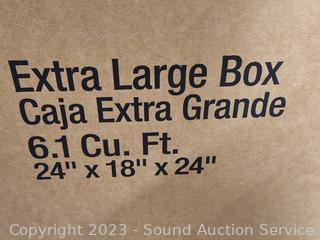 Extra Large Box
Caja Extra Grande
6.1 Cu. Ft.
24" x 18" x 24"
Copyright 2023 - Sound Auction Service